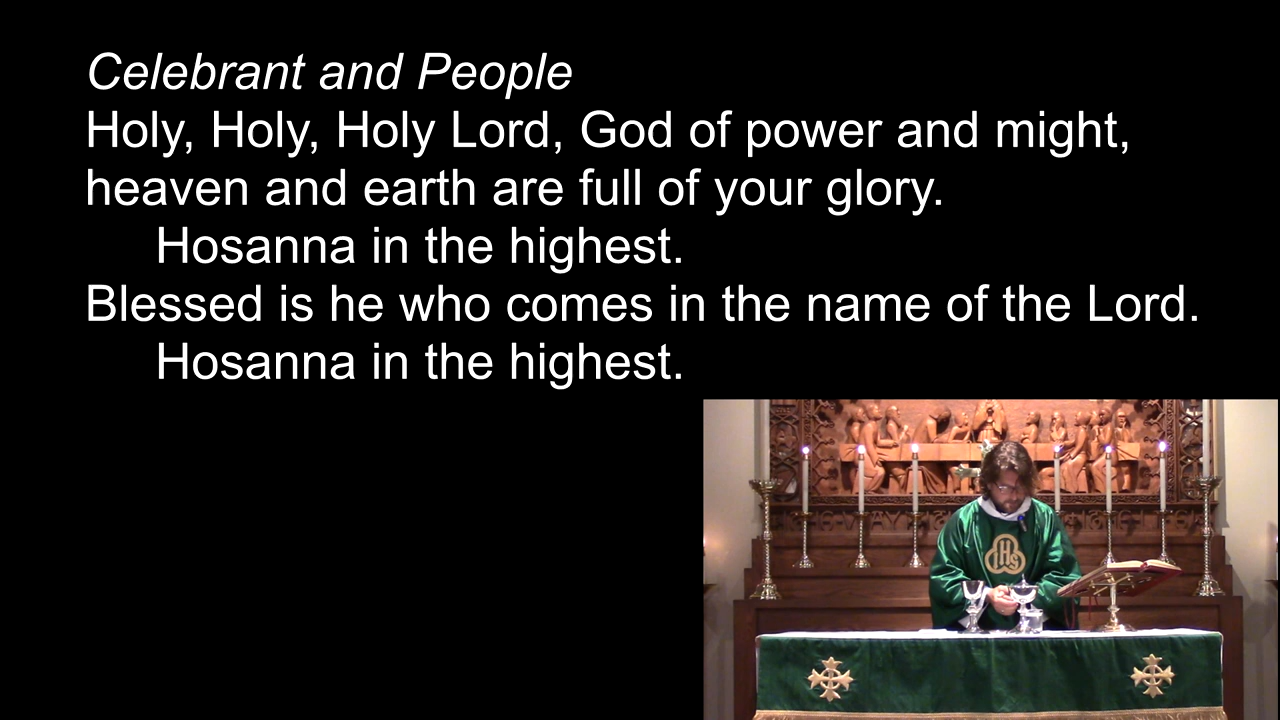 Celebrant and People
Holy, Holy, Holy Lord, God of power and might,
heaven and earth are full of your glory.
Hosanna in the highest.
Blessed is he who comes in the name of the Lord.
Hosanna in the highest.
IHS